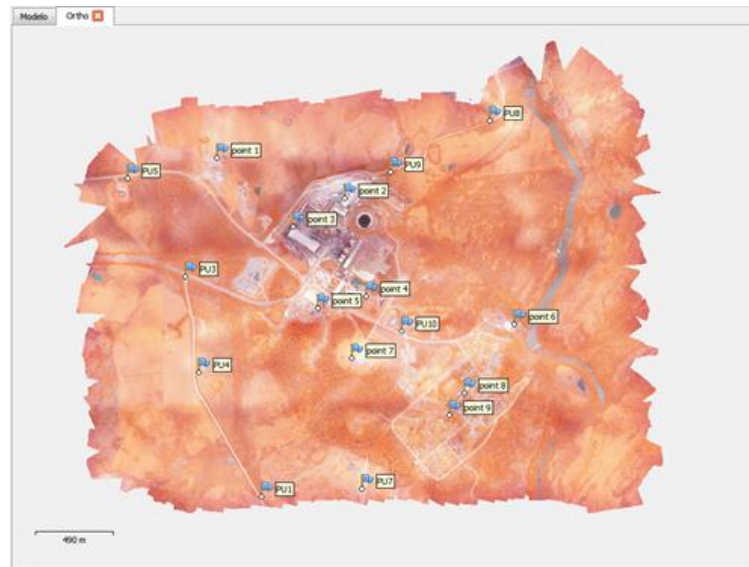 Modelo
Ortho
PU8
point 1
PU9
PU5
point 2
point 3
PU3
point 4
point 5
point 6
PU10
point 7
PU4
point 8
point 9
PU7
PU1
490 m